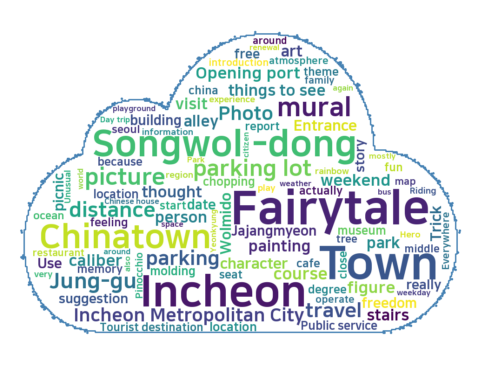 around
renewal
free art
introduction atmosphere
Opening port theme
family
china things to see again
playground visit Photo mural
experience
Day trip building alley report Entrance
seoul information citizen
Songwol-dong
because Park parking lot rainbow mostly
picnic Unusual world picture region chopping weekend fun story
location thought play weather actually map bus Riding
Chinese house
ocean distance start date Fairytale
feeling person space Wolmido Jajangmyeon museum Hero Trick Everywhere
Chinatown Yeonkyung painting tree park middle
restaurant around
Use caliber also parking character cafe close Town
very memory Pinocchio molding seat course really
Jung-gu Incheon degree figure weekday
suggestion operate freedom
Incheon Metropolitan City travel stairs
Tourist destination location Public service